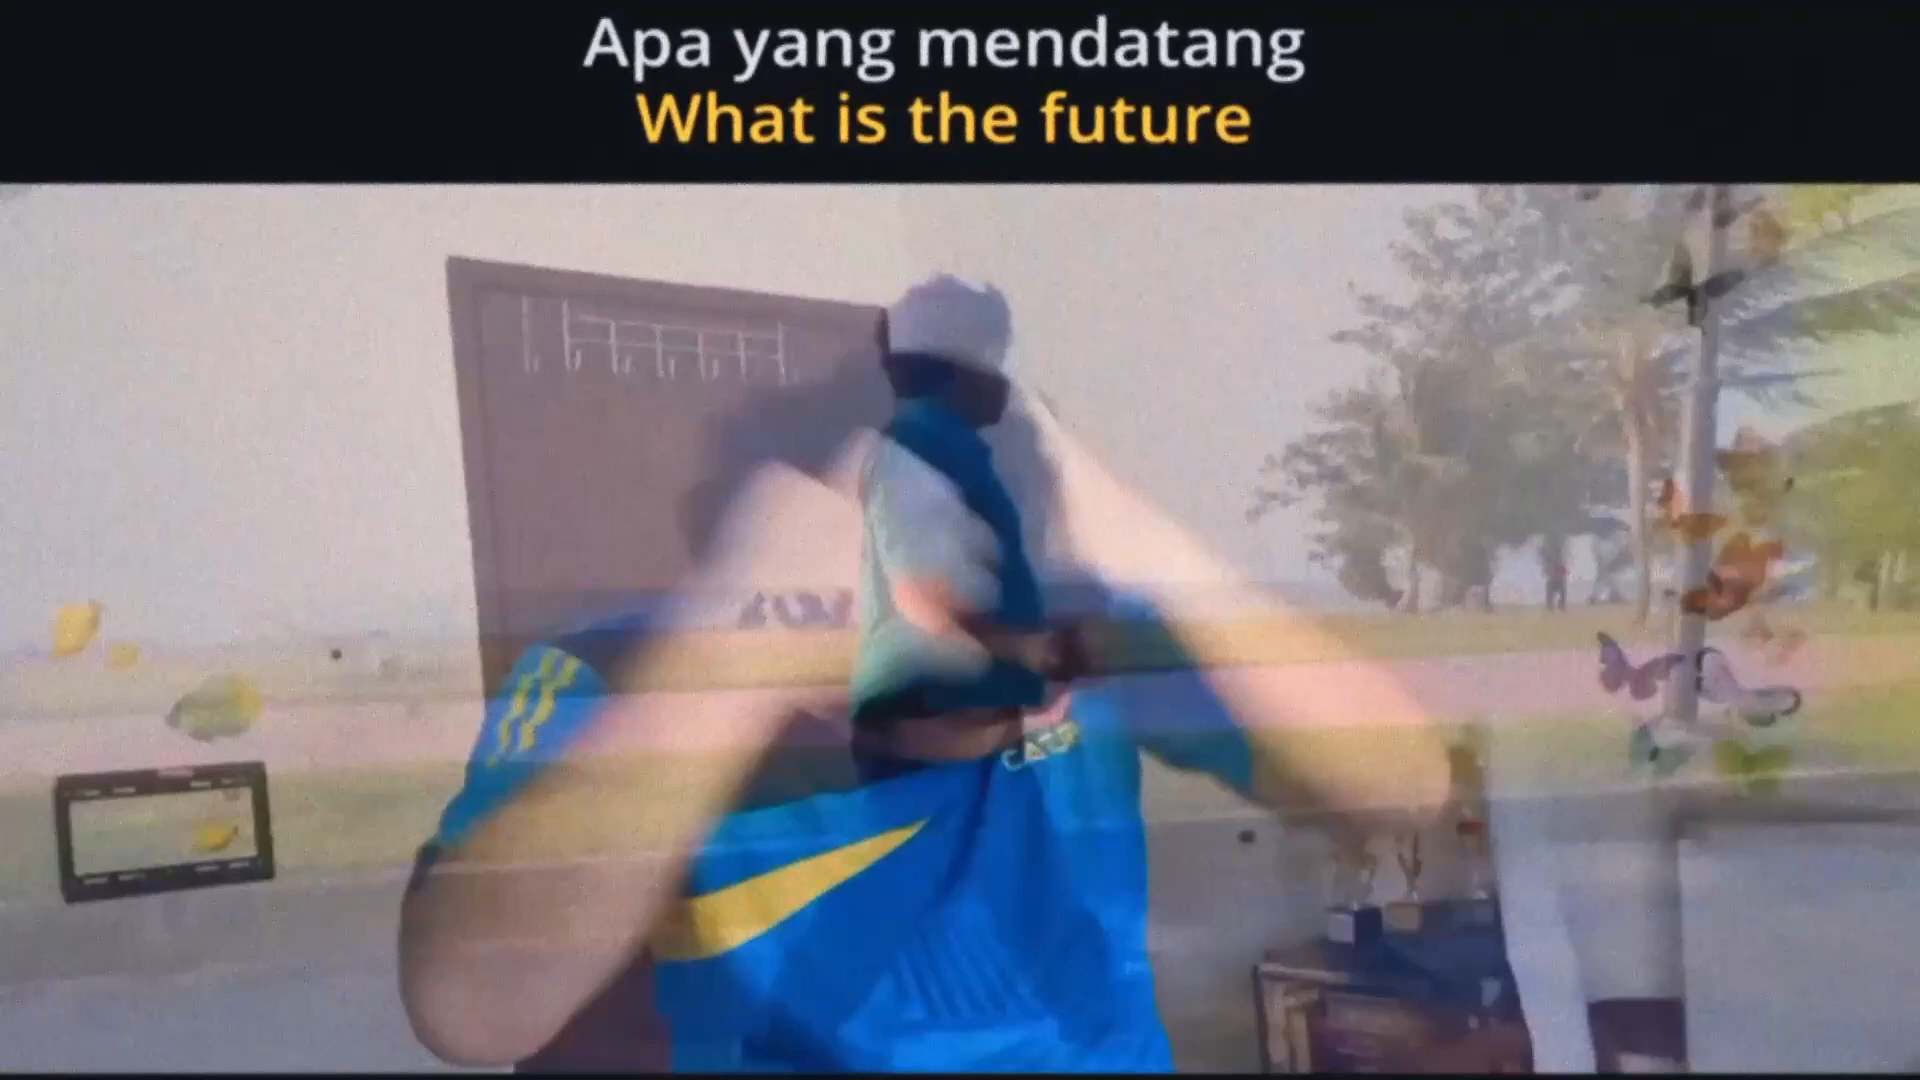 Apa yang mendatang
What is the future